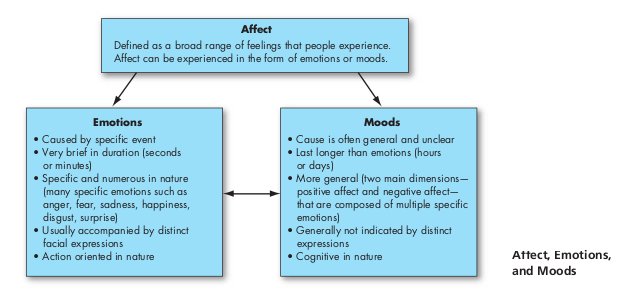 Affect
Defined as a broad range of feelings that people experience.
Affect can be experienced in the form of emotions or moods.
Emotions
• Caused by specific event
• Very brief in duration (seconds
or minutes)
• Specific and numerous in nature
(many specific emotions such as
anger, fear, sadness, happiness,
disgust, surprise)
• Usually accompanied by distinct
facial expressions
• Action oriented in nature
Moods
• Cause is often general and unclear
• Last longer than emotions (hours
or days)
• More general (two main dimensions—
positive affect and negative affect—
that are composed of multiple specific
emotions)
• Generally not indicated by distinct
expressions
• Cognitive in nature
Affect, Emotions,
and Moods